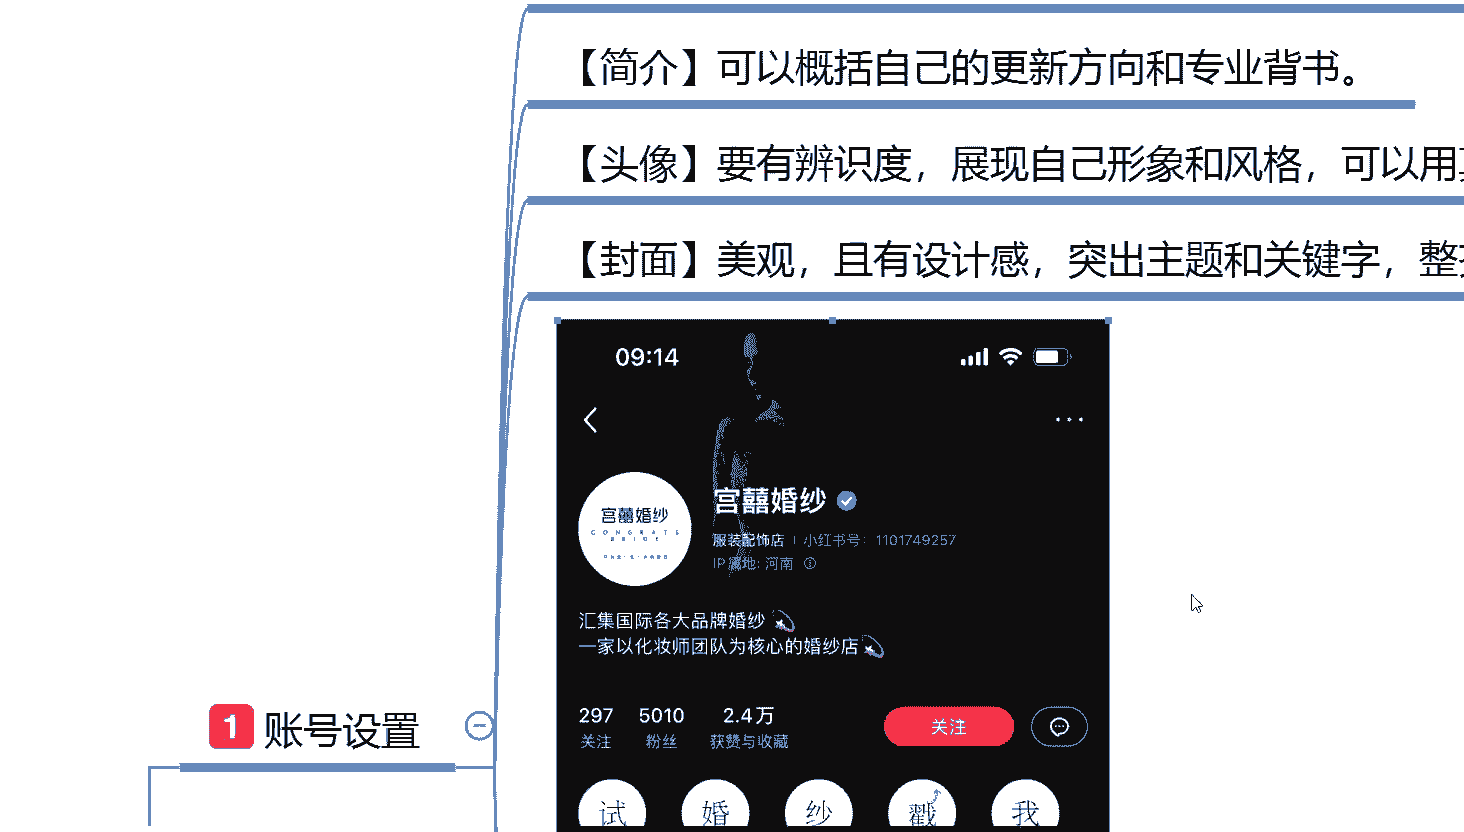 【简介】可以概括自己的更新方向和专业背书。
【头像】要有辨识度，展现自己形象和风格，可以用
【封面】美观，且有设计感，突出主题和关键字，整
09:14
宫囍婚纱
CONGRATS
BRIDE
宫囍婚纱
服装配饰店 | 小红书号：1101749257
IP属地: 河南
汇集国际各大品牌婚纱
一家以化妆师团队为核心的婚纱店
297 5010 2.4万
关注 粉丝 获赞与收藏
关注
1 账号设置
试 婚 纱 戳 我